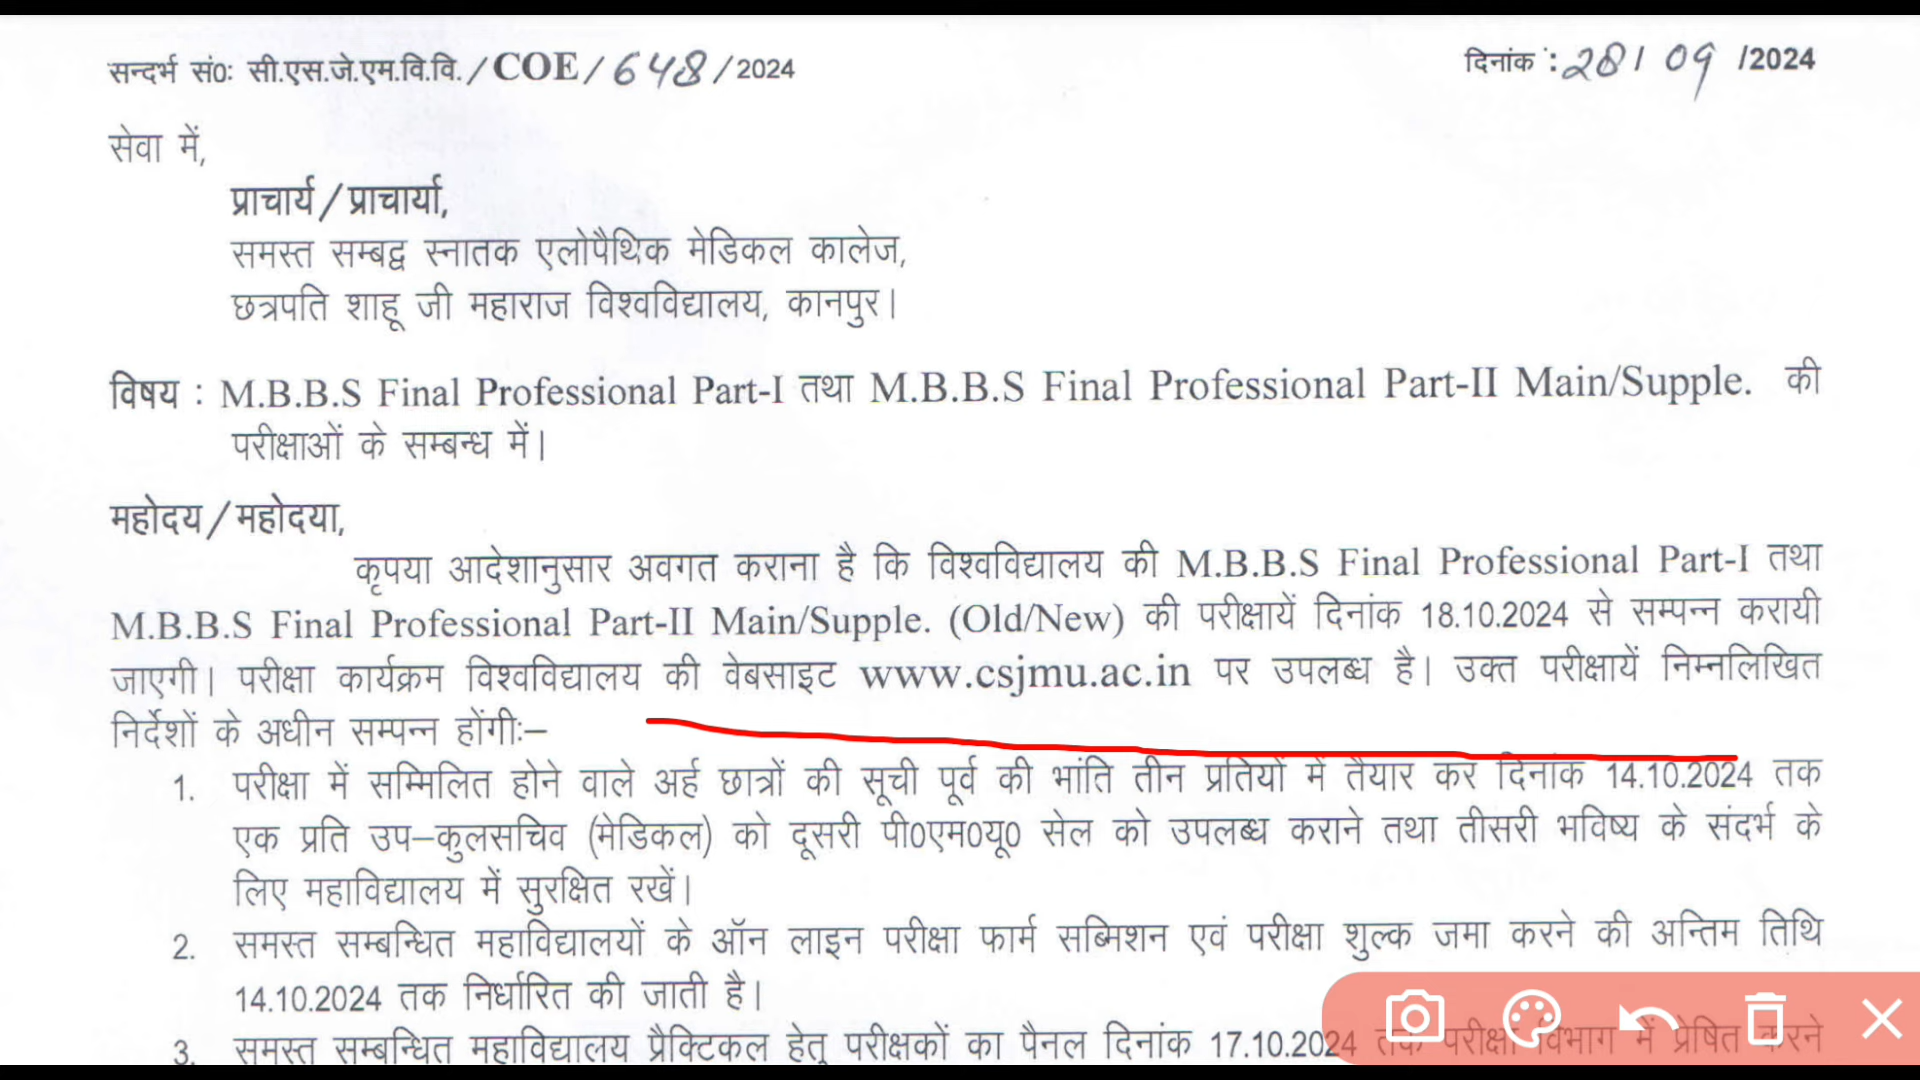 सन्दर्भ सं0: सी.एस.जे.एम.वि.वि./COE/648/2024
दिनांक : 28/09/2024
सेवा में,
प्राचार्य/प्राचार्या,
समस्त सम्बद्व स्नातक एलोपैथिक मेडिकल कालेज,
छत्रपति शाहू जी महाराज विश्वविद्यालय, कानपुर।
विषय : M.B.B.S Final Professional Part-I तथा M.B.B.S Final Professional Part-II Main/Supple. की
परीक्षाओं के सम्बन्ध में।
महोदय/महोदया,
कृपया आदेशानुसार अवगत कराना है कि विश्वविद्यालय की M.B.B.S Final Professional Part-I तथा
M.B.B.S Final Professional Part-II Main/Supple. (Old/New) की परीक्षायें दिनांक 18.10.2024 से सम्पन्न करायी
जाएगी। परीक्षा कार्यक्रम विश्वविद्यालय की वेबसाइट www.csjmu.ac.in पर उपलब्ध है। उक्त परीक्षायें निम्नलिखित
निर्देशों के अधीन सम्पन्न होंगीः–
1. परीक्षा में सम्मिलित होने वाले अर्ह छात्रों की सूची पूर्व की भांति तीन प्रतियों में तैयार कर दिनांक 14.10.2024 तक
एक प्रति उप–कुलसचिव (मेडिकल) को दूसरी पी0एम0यू0 सेल को उपलब्ध कराने तथा तीसरी भविष्य के संदर्भ के
लिए महाविद्यालय में सुरक्षित रखें।
2. समस्त सम्बन्धित महाविद्यालयों के ऑन लाइन परीक्षा फार्म सब्मिशन एवं परीक्षा शुल्क जमा करने की अन्तिम तिथि
14.10.2024 तक निर्धारित की जाती है।
3. समस्त सम्बन्धित महाविद्यालय प्रैक्टिकल हेतु परीक्षकों का पैनल दिनांक 17.10.2024 तक परीक्षा विभाग में प्रेषित करने